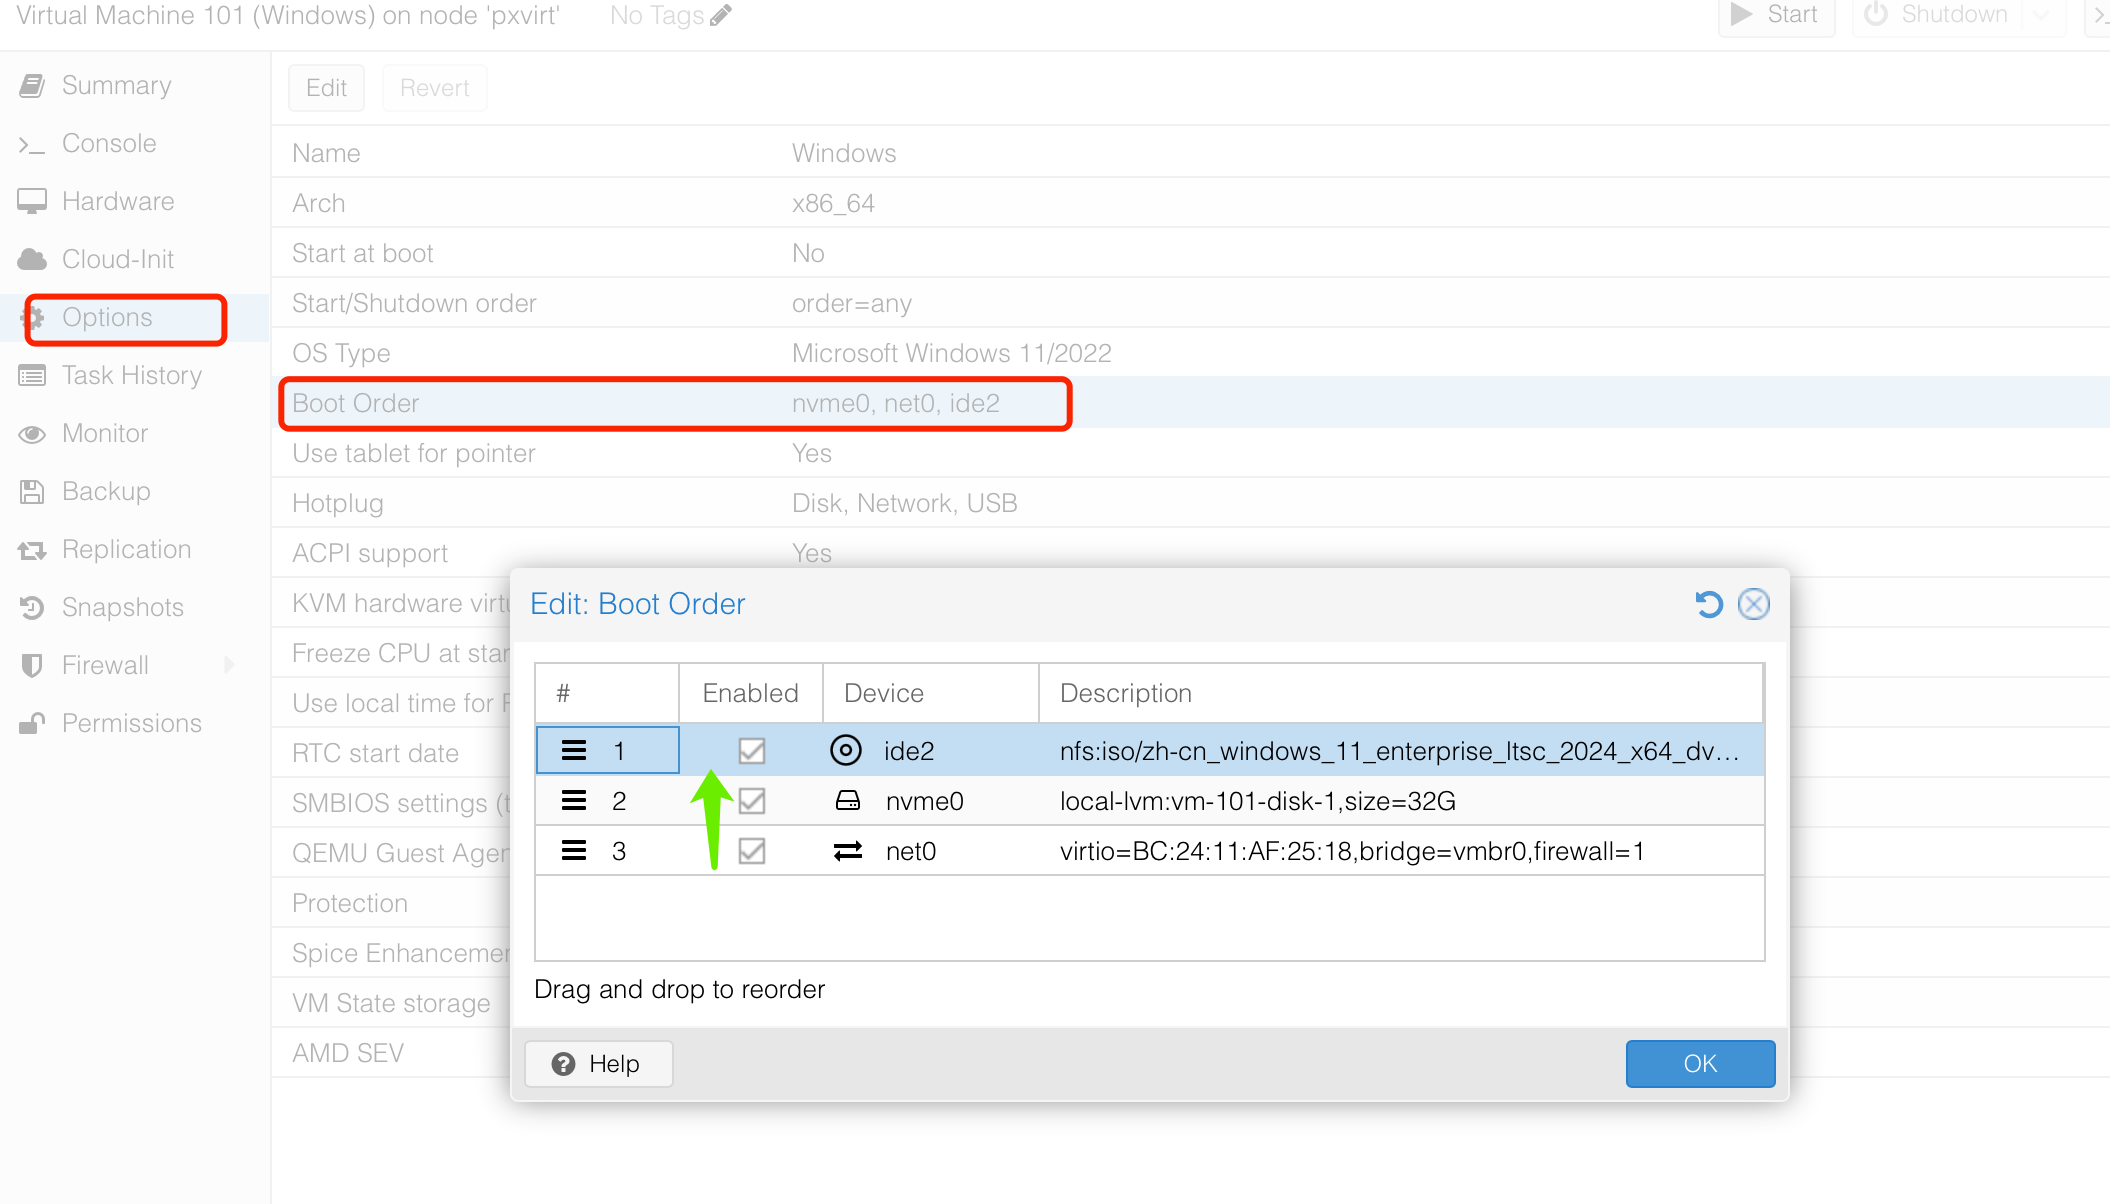 Virtual Machine 101 (Windows) on node 'pxvirt' No Tags Start Shutdown
Summary
Console
Hardware
Cloud-Init
Options
Task History
Monitor
Backup
Replication
Snapshots
Firewall
Permissions
Edit Revert
Name Windows
Arch x86_64
Start at boot No
Start/Shutdown order order=any
OS Type Microsoft Windows 11/2022
Boot Order nvme0, net0, ide2
Use tablet for pointer Yes
Hotplug Disk, Network, USB
ACPI support Yes
KVM hardware
Freeze CPU at
Use local time for
RTC start date
SMBIOS settings
QEMU Guest
Protection
Spice
VM State storage
AMD SEV
Edit: Boot Order
# Enabled Device Description
1 ide2 nfs:iso/zh-cn_windows_11_enterprise_ltsc_2024_x64_dv...
2 nvme0 local-lvm:vm-101-disk-1,size=32G
3 net0 virtio=BC:24:11:AF:25:18,bridge=vmbr0,firewall=1
Drag and drop to reorder
Help OK